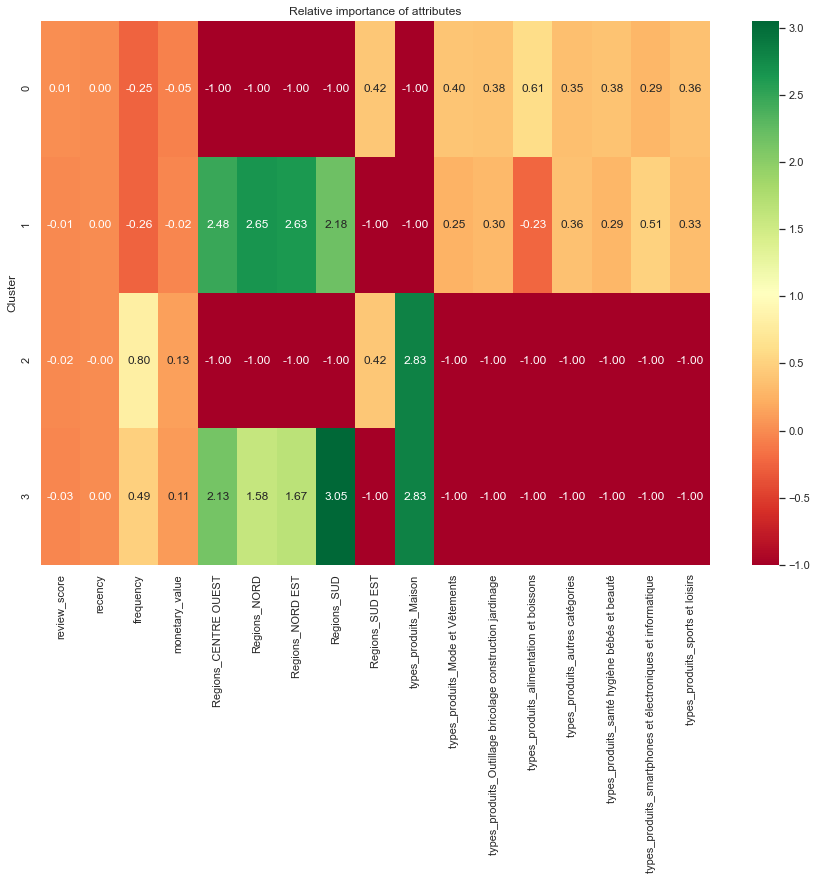 Relative importance of attributes
Cluster
0
0.01 0.00 -0.25 -0.05 -1.00 -1.00 -1.00 -1.00 0.42 -1.00 0.40 0.38 0.61 0.35 0.38 0.29 0.36
1
-0.01 0.00 -0.26 -0.02 2.48 2.65 2.63 2.18 -1.00 -1.00 0.25 0.30 -0.23 0.36 0.29 0.51 0.33
2
-0.02 -0.00 0.80 0.13 -1.00 -1.00 -1.00 -1.00 0.42 2.83 -1.00 -1.00 -1.00 -1.00 -1.00 -1.00 -1.00
3
-0.03 0.00 0.49 0.11 2.13 1.58 1.67 3.05 -1.00 2.83 -1.00 -1.00 -1.00 -1.00 -1.00 -1.00 -1.00
review_score
recency
frequency
monetary_value
Regions_CENTRE OUEST
Regions_NORD
Regions_NORD EST
Regions_SUD
Regions_SUD EST
types_produits_Maison
types_produits_Mode et Vêtements
types_produits_Outillage bricolage construction jardinage
types_produits_alimentation et boissons
types_produits_autres catégories
types_produits_santé hygiène bébés et beauté
types_produits_smartphones et électroniques et informatique
types_produits_sports et loisirs
3.0
2.5
2.0
1.5
1.0
0.5
0.0
−0.5
−1.0